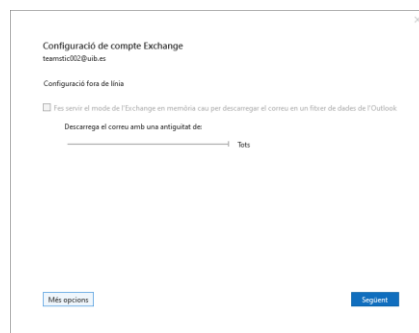 Configuració de compte Exchange
teamstic002@uib.es
Configuració fora de línia
Fes servir el mode de l'Exchange en memòria cau per descarregar el correu en un fitxer de dades de l'Outlook
Descarrega el correu amb una antiguitat de:
Tots
Més opcions
Següent